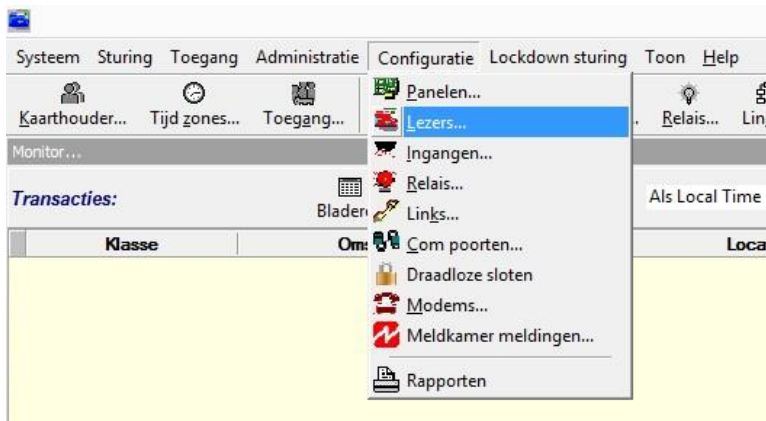 Systeem Sturing Toegang Administratie Configuratie Lockdown sturing Toon Help
Kaarthouder... Tijd zones... Toegang... Relais...
Monitor...
Transacties:
Als Local Time
Klasse
Panelen...
Lezers...
Ingangen...
Relais...
Links...
Com poorten...
Draadloze sloten
Modems...
Meldkamer meldingen...
Rapporten